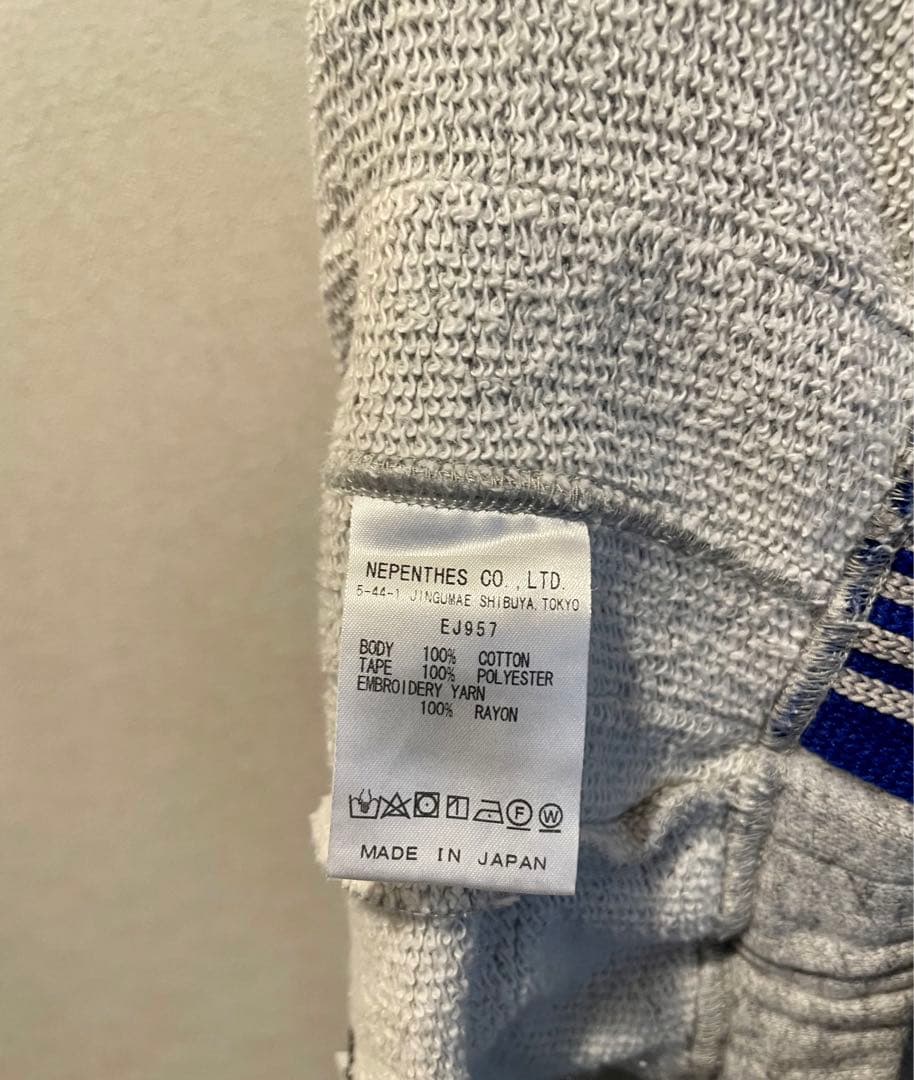 NEPENTHES CO., LTD.
5-44-1 JINGUMAE SHIBUYA, TOKYO
EJ957
BODY 100% COTTON
TAPE 100% POLYESTER
EMBROIDERY YARN
100% RAYON
F W
MADE IN JAPAN